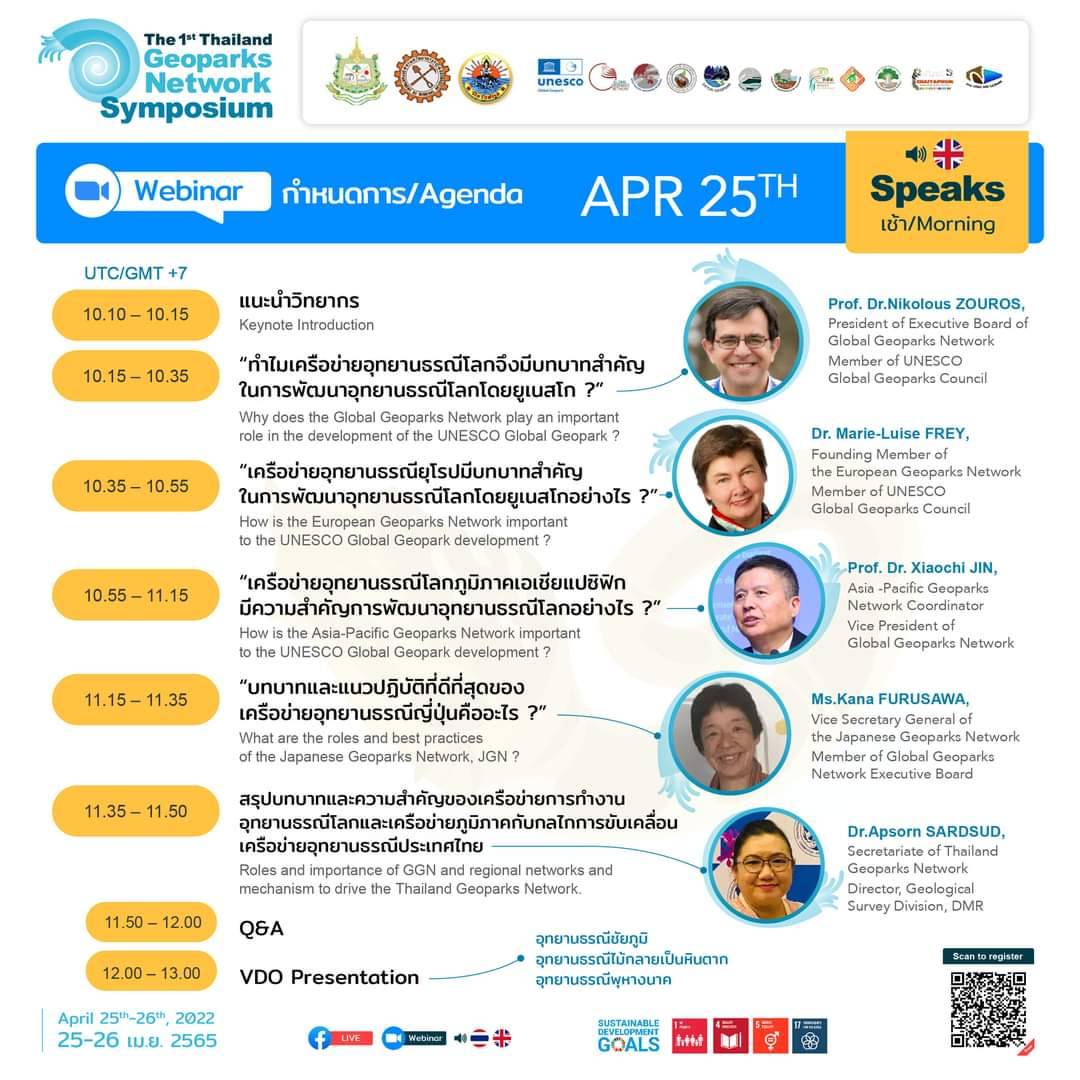 The 1st Thailand
Geoparks
Network
Symposium
unesco
Webinar
กำหนดการ/Agenda
APR 25TH
Speaks
เช้า/Morning
UTC/GMT +7
10.10 – 10.15
แนะนำวิทยากร
Keynote Introduction
10.15 – 10.35
“ทำไมเครือข่ายอุทยานธรณีโลกจึงมีบทบาทสำคัญ
ในการพัฒนาอุทยานธรณีโลกโดยยูเนสโก ?”
Why does the Global Geoparks Network play an important
role in the development of the UNESCO Global Geopark ?
Prof. Dr.Nikolous ZOUROS,
President of Executive Board of
Global Geoparks Network
Member of UNESCO
Global Geoparks Council
10.35 – 10.55
“เครือข่ายอุทยานธรณียุโรปมีบทบาทสำคัญ
ในการพัฒนาอุทยานธรณีโลกโดยยูเนสโกอย่างไร ?”
How is the European Geoparks Network important
to the UNESCO Global Geopark development ?
Dr. Marie-Luise FREY,
Founding Member of
the European Geoparks Network
Member of UNESCO
Global Geoparks Council
10.55 – 11.15
“เครือข่ายอุทยานธรณีโลกภูมิภาคเอเชียแปซิฟิก
มีความสำคัญการพัฒนาอุทยานธรณีโลกอย่างไร ?”
How is the Asia-Pacific Geoparks Network important
to the UNESCO Global Geopark development ?
Prof. Dr. Xiaochi JIN,
Asia -Pacific Geoparks
Network Coordinator
Vice President of
Global Geoparks Network
11.15 – 11.35
“บทบาทและแนวปฏิบัติที่ดีที่สุดของ
เครือข่ายอุทยานธรณีญี่ปุ่นคืออะไร ?”
What are the roles and best practices
of the Japanese Geoparks Network, JGN ?
Ms.Kana FURUSAWA,
Vice Secretary General of
the Japanese Geoparks Network
Member of Global Geoparks
Network Executive Board
11.35 – 11.50
สรุปบทบาทและความสำคัญของเครือข่ายการทำงาน
อุทยานธรณีโลกและเครือข่ายภูมิภาคกับกลไกการขับเคลื่อน
เครือข่ายอุทยานธรณีประเทศไทย
Roles and importance of GGN and regional networks and
mechanism to drive the Thailand Geoparks Network.
Dr.Apsorn SARDSUD,
Secretariate of Thailand
Geoparks Network
Director, Geological
Survey Division, DMR
11.50 – 12.00
Q&A
12.00 – 13.00
VDO Presentation
อุทยานธรณีชัยภูมิ
อุทยานธรณีไม้กลายเป็นหินตาก
อุทยานธรณีพุหางนาค
Scan to register
April 25th-26th, 2022
25-26 เม.ย. 2565
LIVE
Webinar
SUSTAINABLE
DEVELOPMENT
GOALS
1
4
5
17